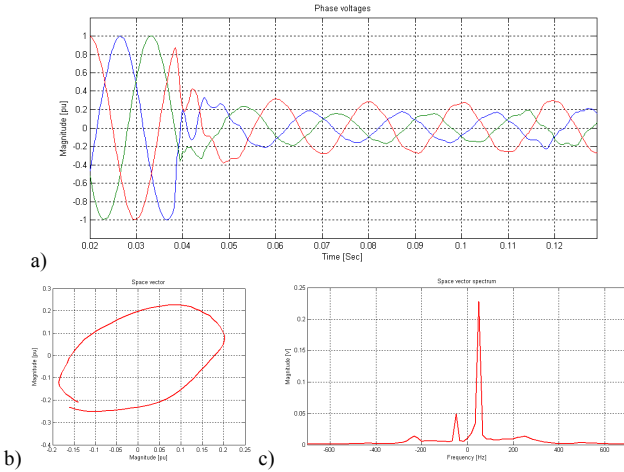 Phase voltages
Magnitude [pu]
1
0.8
0.6
0.4
0.2
0
-0.2
-0.4
-0.6
-0.8
-1
0.02 0.03 0.04 0.05 0.06 0.07 0.08 0.09 0.1 0.11 0.12
Time [Sec]
a)
Space vector
Magnitude [pu]
0.3
0.2
0.1
0
-0.1
-0.2
-0.3
-0.4
-0.2 -0.15 -0.1 -0.05 0 0.05 0.1 0.15 0.2 0.25
Magnitude [pu]
b)
Space vector spectrum
Magnitude [V]
0.25
0.2
0.15
0.1
0.05
0
-600 -400 -200 0 200 400 600
Frequency [Hz]
c)